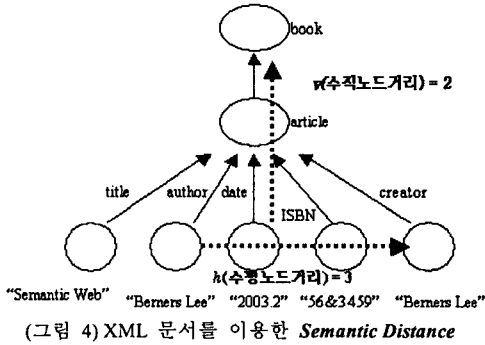 book
v(수직노드거리) = 2
article
title
author
date
creator
ISBN
h(수평노드거리) = 3
"Semantic Web"
"Berners Lee"
"2003.2"
"56&3459"
"Berners Lee"
(그림 4) XML 문서를 이용한 Semantic Distance